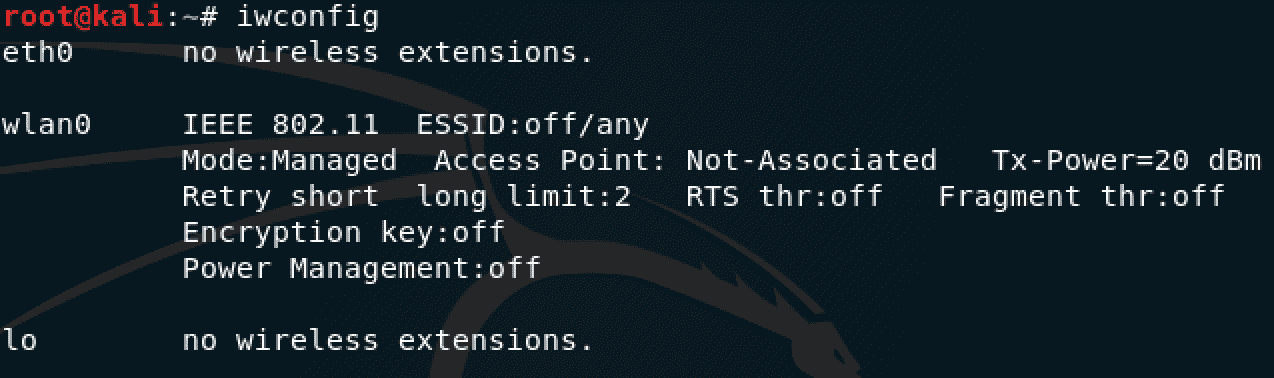 root@kali:~# iwconfig
eth0      no wireless extensions.
wlan0     IEEE 802.11  ESSID:off/any
          Mode:Managed  Access Point: Not-Associated   Tx-Power=20 dBm
          Retry short  long limit:2   RTS thr:off   Fragment thr:off
          Encryption key:off
          Power Management:off
lo        no wireless extensions.